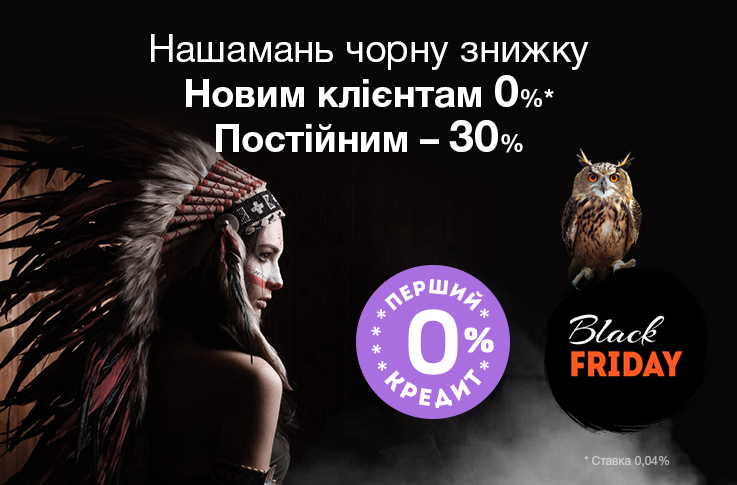 Нашамань чорну знижку
Новим клієнтам 0%*
Постійним – 30%
* ПЕРШИЙ *
* 0% *
* КРЕДИТ *
Black
FRIDAY
* Ставка 0,04%